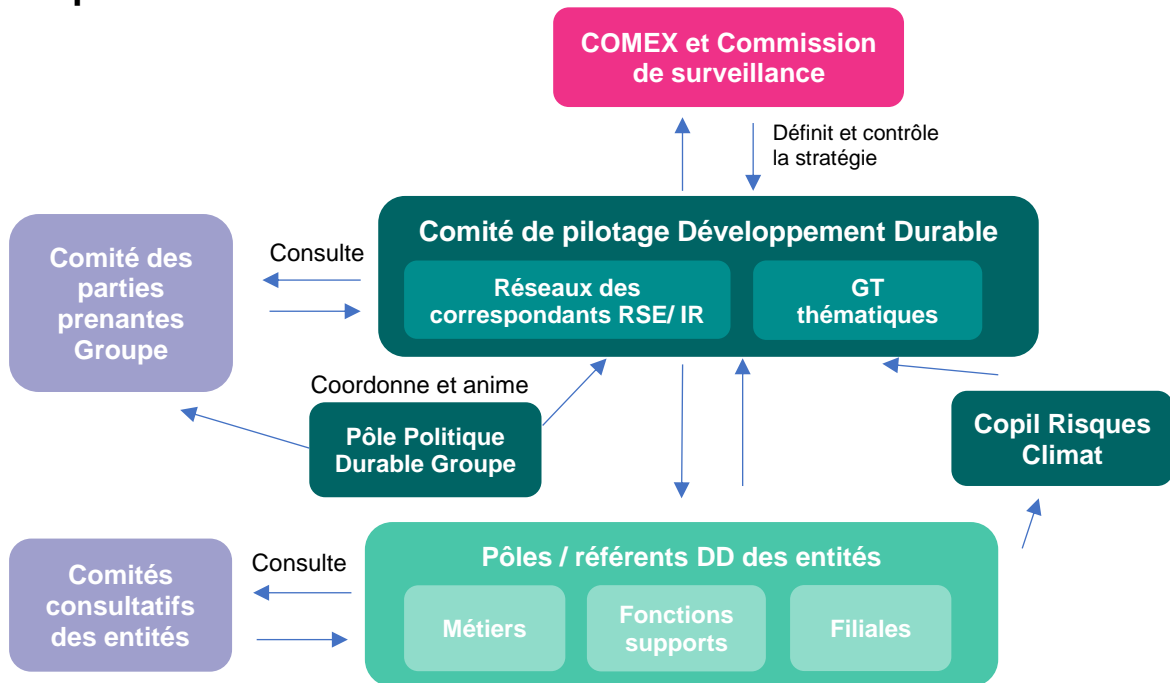 COMEX et Commission
de surveillance
Définit et contrôle
la stratégie
Comité de pilotage Développement Durable
Réseaux des
correspondants RSE/ IR
GT
thématiques
Comité des
parties
prenantes
Groupe
Consulte
Coordonne et anime
Pôle Politique
Durable Groupe
Copil Risques
Climat
Pôles / référents DD des entités
Métiers
Fonctions
supports
Filiales
Comités
consultatifs
des entités
Consulte